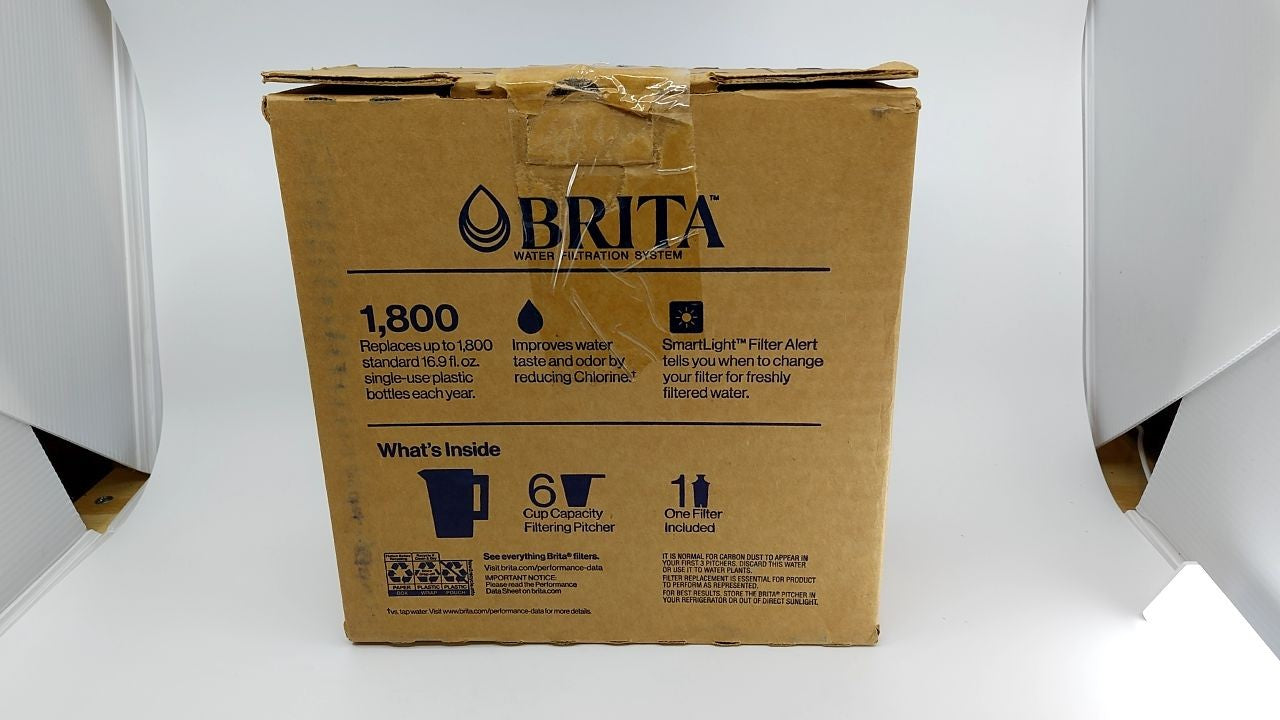 BRITA™
WATER FILTRATION SYSTEM
1,800
Replaces up to 1,800
standard 16.9 fl. oz.
single-use plastic
bottles each year.
Improves water
taste and odor by
reducing Chlorine.†
SmartLight™ Filter Alert
tells you when to change
your filter for freshly
filtered water.
What's Inside
6
Cup Capacity
Filtering Pitcher
1
One Filter
Included
PAPER PLASTIC PLASTIC
BOX WRAP POUCH
See everything Brita® filters.
Visit brita.com/performance-data
IMPORTANT NOTICE:
Please read the Performance
Data Sheet on brita.com
IT IS NORMAL FOR CARBON DUST TO APPEAR IN
YOUR FIRST 3 PITCHERS. DISCARD THIS WATER
OR USE IT TO WATER PLANTS.
FILTER REPLACEMENT IS ESSENTIAL FOR PRODUCT
TO PERFORM AS REPRESENTED.
FOR BEST RESULTS, STORE THE BRITA® PITCHER IN
YOUR REFRIGERATOR OR OUT OF DIRECT SUNLIGHT.
†vs. tap water. Visit www.brita.com/performance-data for more details.